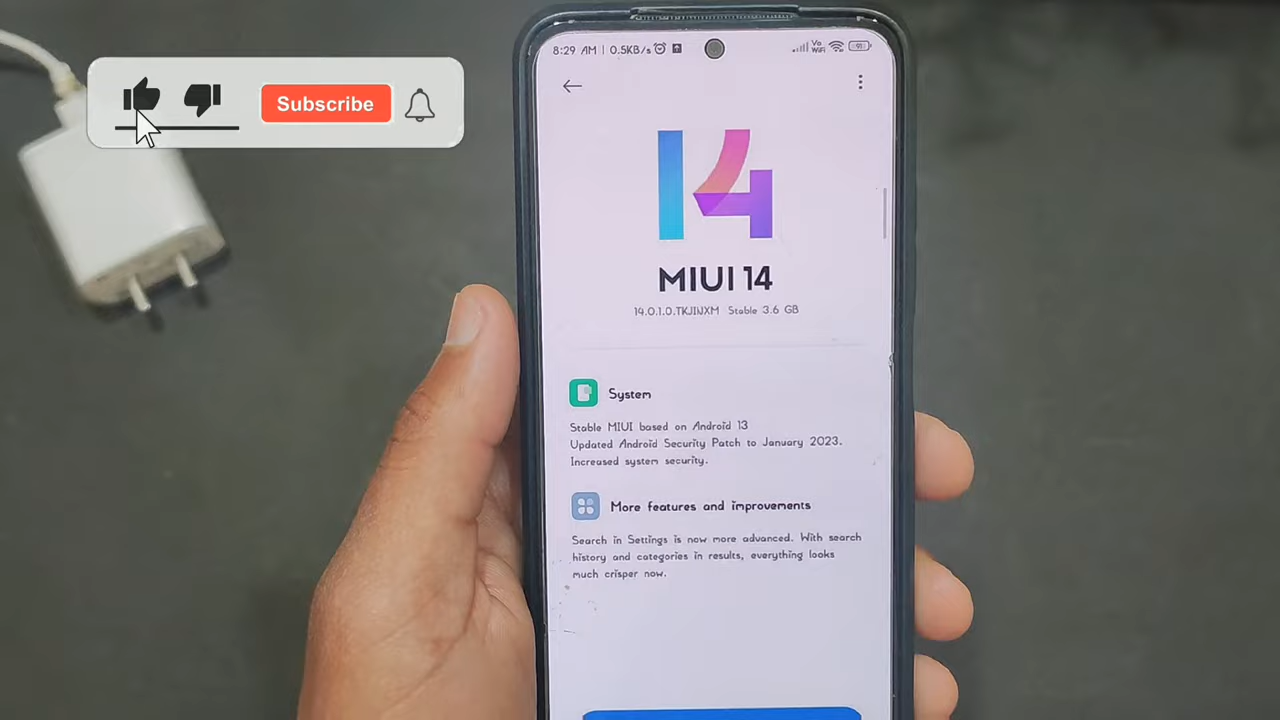 8:29 AM | 0.5KB/s
Vo
WiFi
91
Subscribe
14
MIUI 14
14.0.1.0.TKJINXM Stable 3.6 GB
System
Stable MIUI based on Android 13
Updated Android Security Patch to January 2023.
Increased system security.
More features and improvements
Search in Settings is now more advanced. With search
history and categories in results, everything looks
much crisper now.